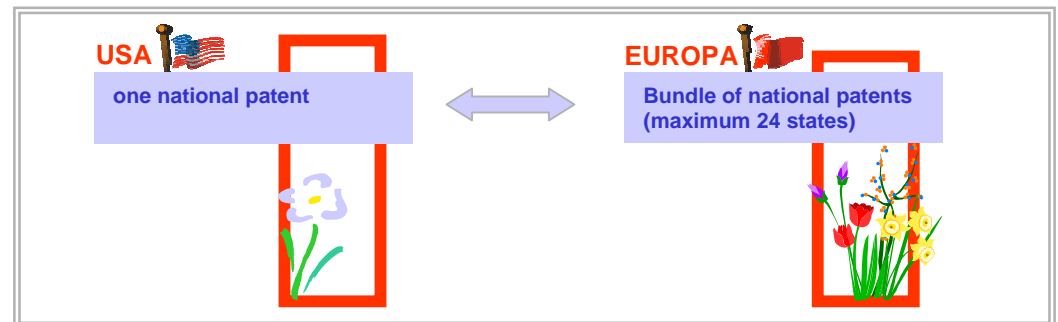 USA
one national patent
EUROPA
Bundle of national patents
(maximum 24 states)